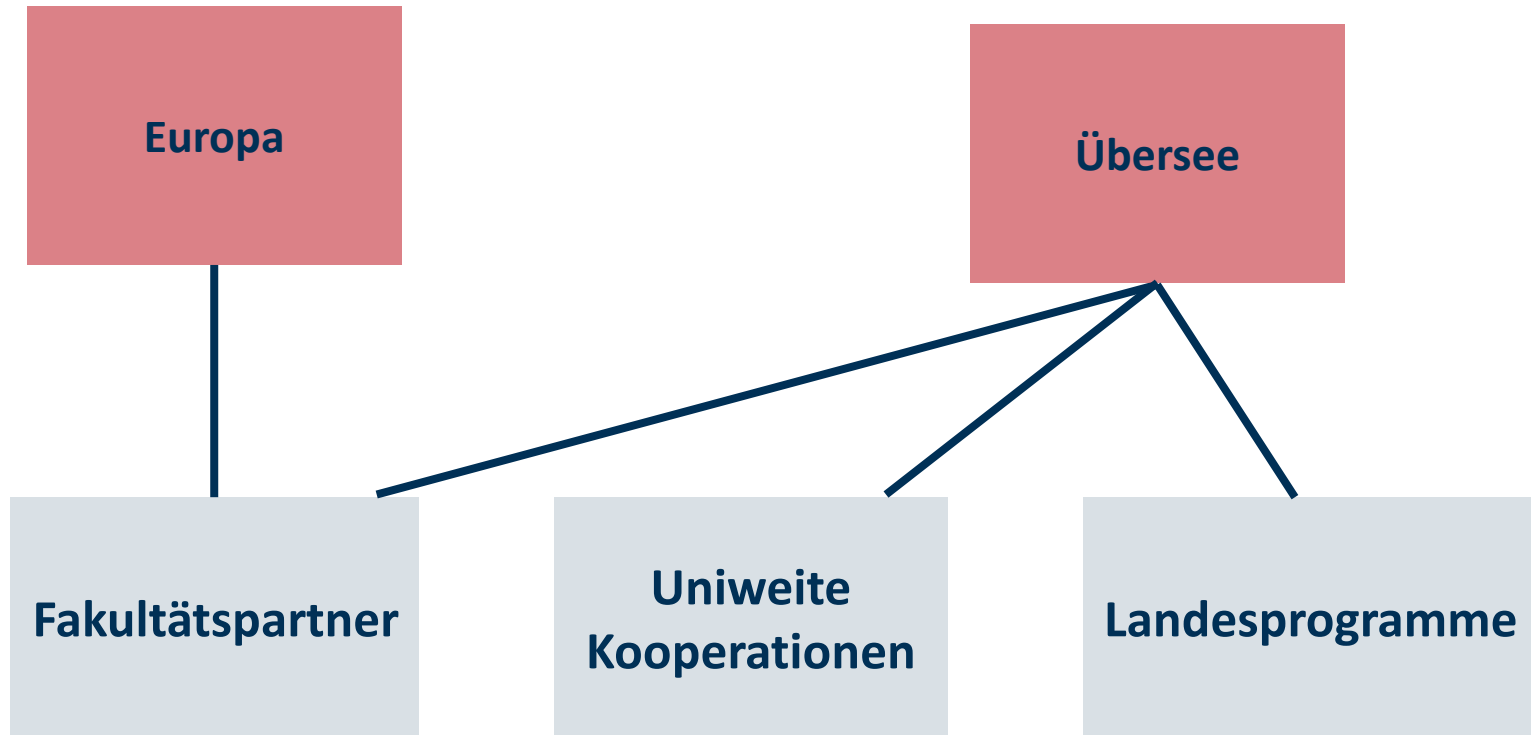 Europa
Übersee
Fakultätspartner
Uniweite
Kooperationen
Landesprogramme